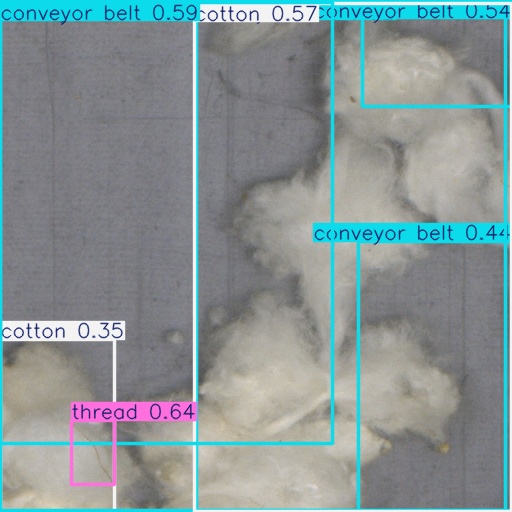 conveyor belt 0.59
cotton 0.57
conveyor belt 0.54
conveyor belt 0.44
cotton 0.35
thread 0.64